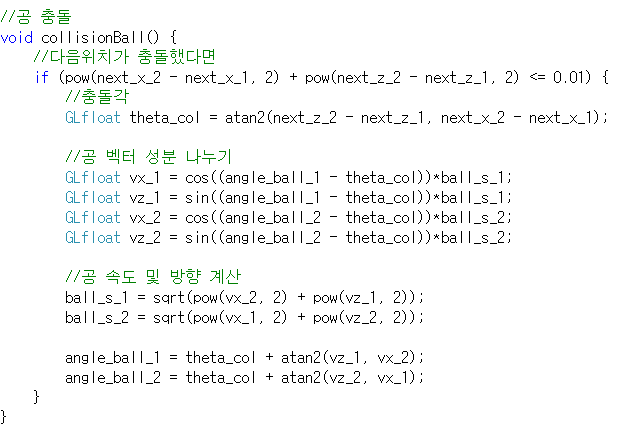 //공 충돌
void collisionBall() {
//다음위치가 충돌했다면
if (pow(next_x_2 - next_x_1, 2) + pow(next_z_2 - next_z_1, 2) <= 0.01) {
//충돌각
GLfloat theta_col = atan2(next_z_2 - next_z_1, next_x_2 - next_x_1);
//공 벡터 성분 나누기
GLfloat vx_1 = cos((angle_ball_1 - theta_col))*ball_s_1;
GLfloat vz_1 = sin((angle_ball_1 - theta_col))*ball_s_1;
GLfloat vx_2 = cos((angle_ball_2 - theta_col))*ball_s_2;
GLfloat vz_2 = sin((angle_ball_2 - theta_col))*ball_s_2;
//공 속도 및 방향 계산
ball_s_1 = sqrt(pow(vx_2, 2) + pow(vz_1, 2));
ball_s_2 = sqrt(pow(vx_1, 2) + pow(vz_2, 2));
angle_ball_1 = theta_col + atan2(vz_1, vx_2);
angle_ball_2 = theta_col + atan2(vz_2, vx_1);
}
}